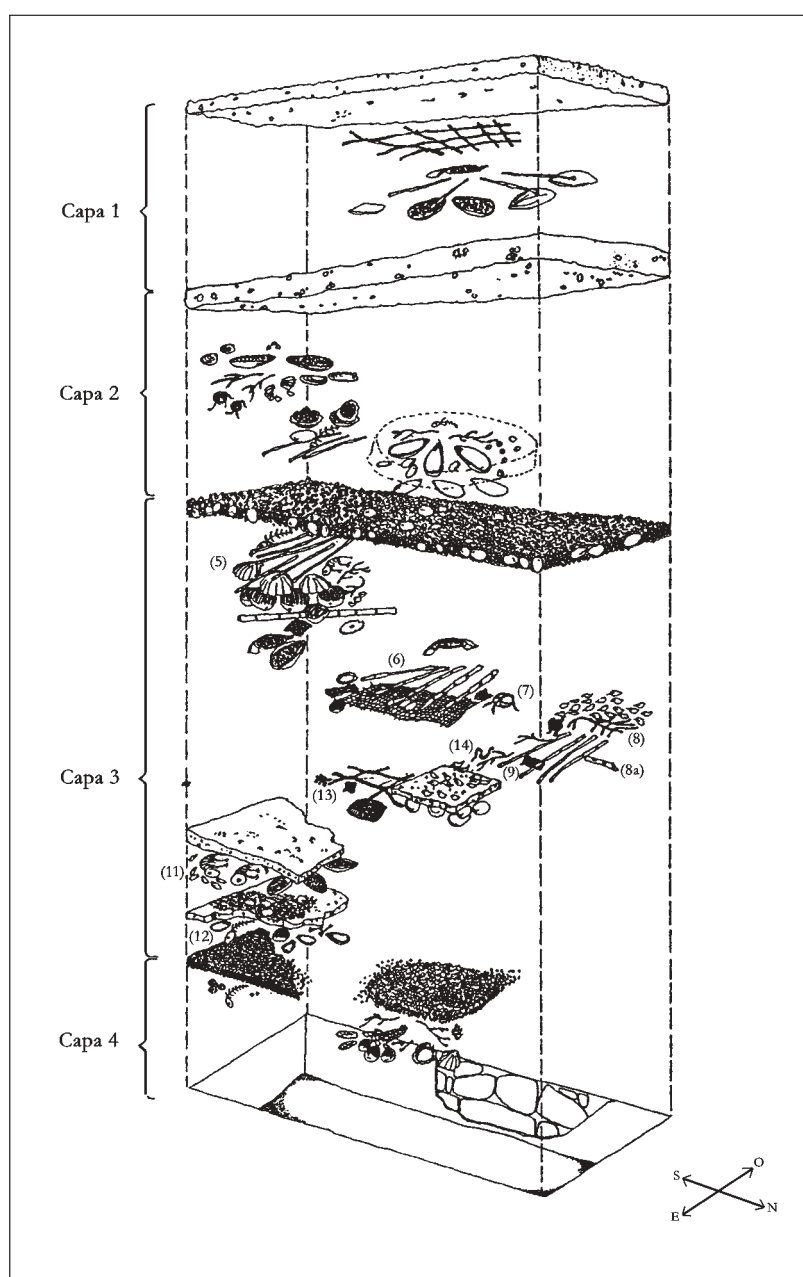 Capa 1
Capa 2
(5)
(6)
(7)
(8)
(14)
(9)
(8a)
Capa 3
(13)
(11)
(12)
Capa 4
O
S
N
E